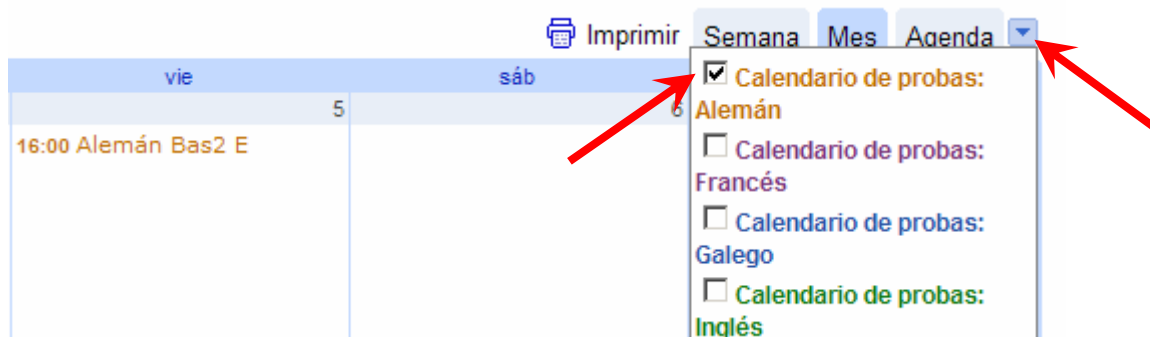 Imprimir Semana Mes Agenda
vie sáb
5 6
16:00 Alemán Bas2 E
Calendario de probas:
Alemán
Calendario de probas:
Francés
Calendario de probas:
Galego
Calendario de probas:
Inglés